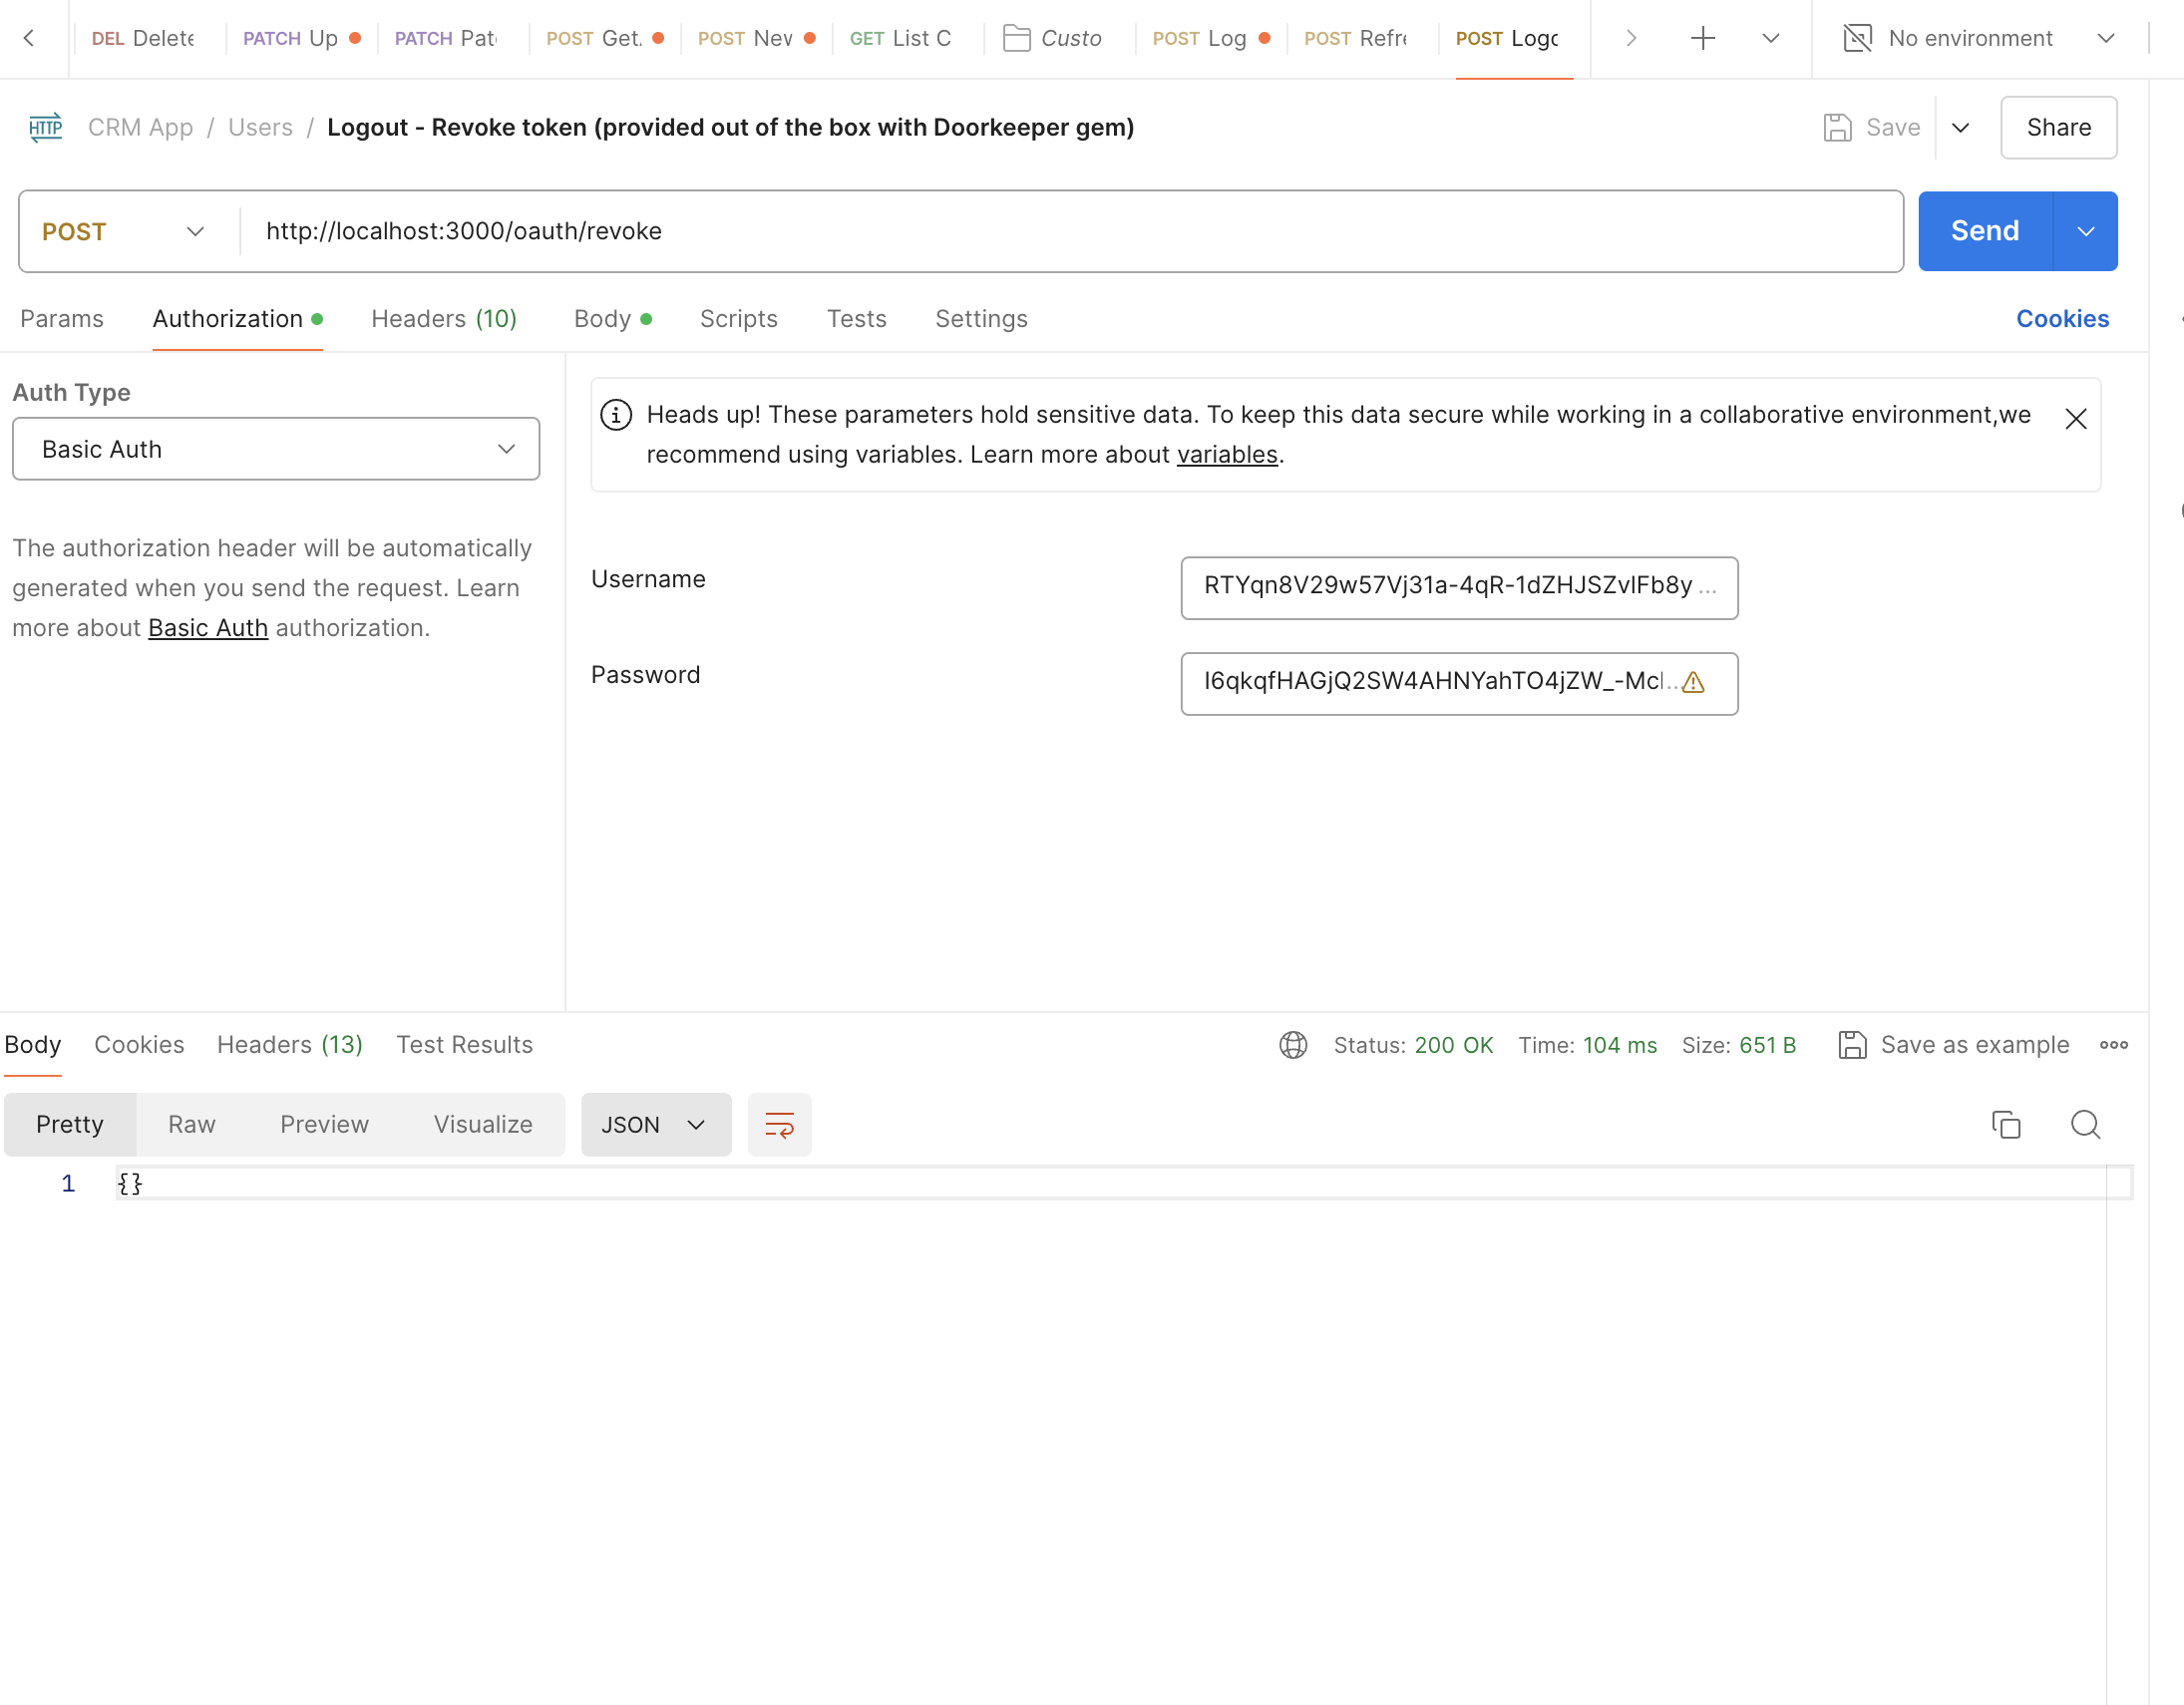 DEL Delete PATCH Up PATCH Pat POST Get. POST New GET List C Custo POST Log POST Refre POST Logo No environment
HTTP CRM App / Users / Logout - Revoke token (provided out of the box with Doorkeeper gem) Save Share
POST http://localhost:3000/oauth/revoke Send
Params Authorization Headers (10) Body Scripts Tests Settings Cookies
Auth Type
Basic Auth
The authorization header will be automatically
generated when you send the request. Learn
more about Basic Auth authorization.
Heads up! These parameters hold sensitive data. To keep this data secure while working in a collaborative environment,we
recommend using variables. Learn more about variables.
Username RTYqn8V29w57Vj31a-4qR-1dZHJSZvlFb8y ...
Password I6qkqfHAGjQ2SW4AHNYahTO4jZW_-Mcl...
Body Cookies Headers (13) Test Results Status: 200 OK Time: 104 ms Size: 651 B Save as example
Pretty Raw Preview Visualize JSON
1 {}